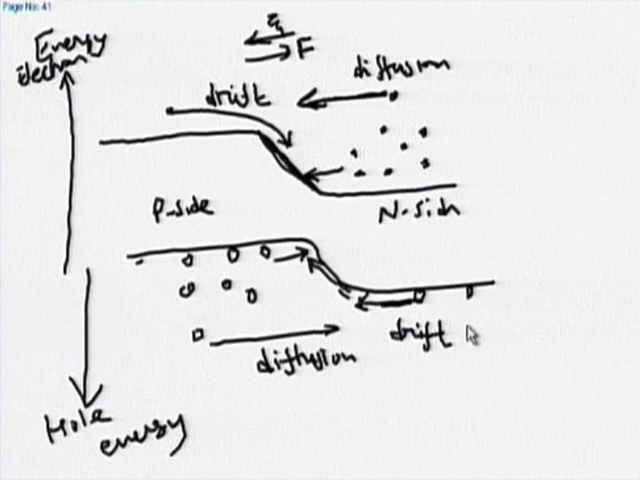 Page No: 41
Energy
Electron
F
drift
diffusion
P-side
N-side
drift
diffusion
Hole
energy